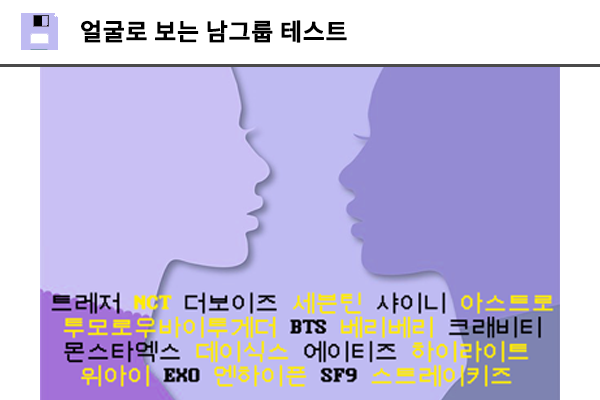 얼굴로 보는 남그룹 테스트
트레저 NCT 더보이즈 세븐틴 샤이니 아스트로
투모로우바이투게더 BTS 베리베리 크래비티
몬스타엑스 데이식스 에이티즈 하이라이트
위아이 EXO 엔하이픈 SF9 스트레이키즈